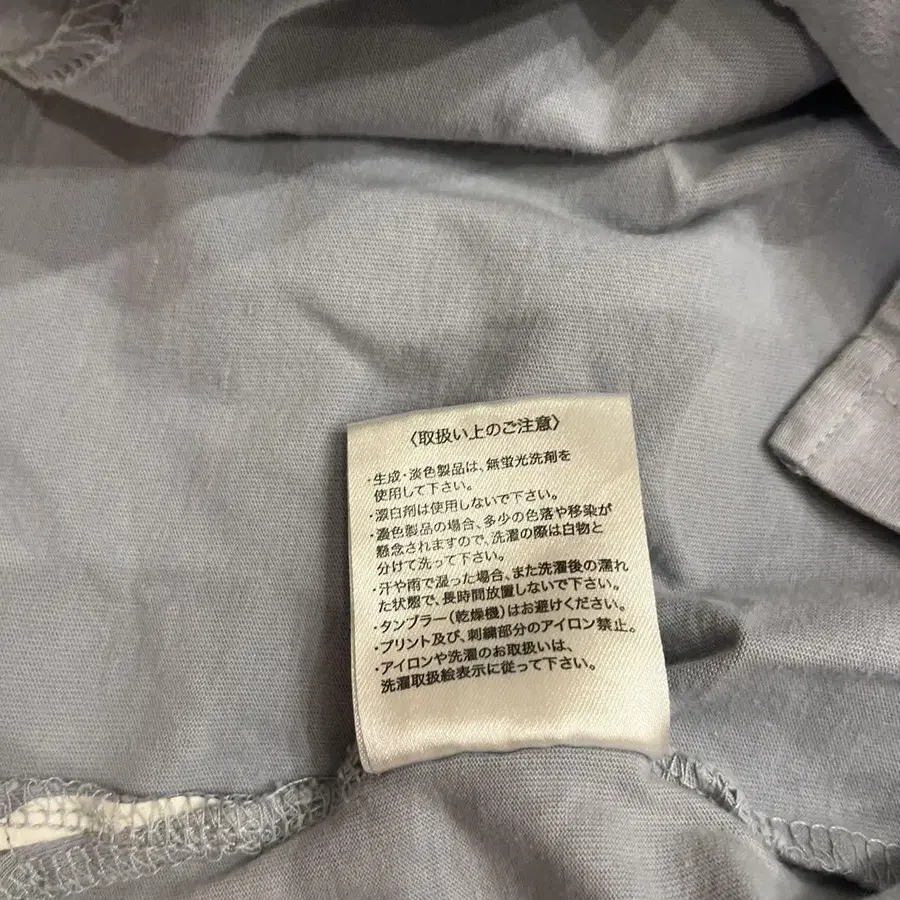 〈取扱い上のご注意〉
・生成・淡色製品は、無蛍光洗剤を
使用して下さい。
・漂白剤は使用しないで下さい。
・濃色製品の場合、多少の色落や移染が
懸念されますので、洗濯の際は白物と
分けて洗って下さい。
・汗や雨で湿った場合、また洗濯後の濡れ
た状態で、長時間放置しないで下さい。
・タンブラー(乾燥機)はお避けください。
・プリント及び、刺繍部分のアイロン禁止。
・アイロンや洗濯のお取扱いは、
洗濯取扱絵表示に従って下さい。